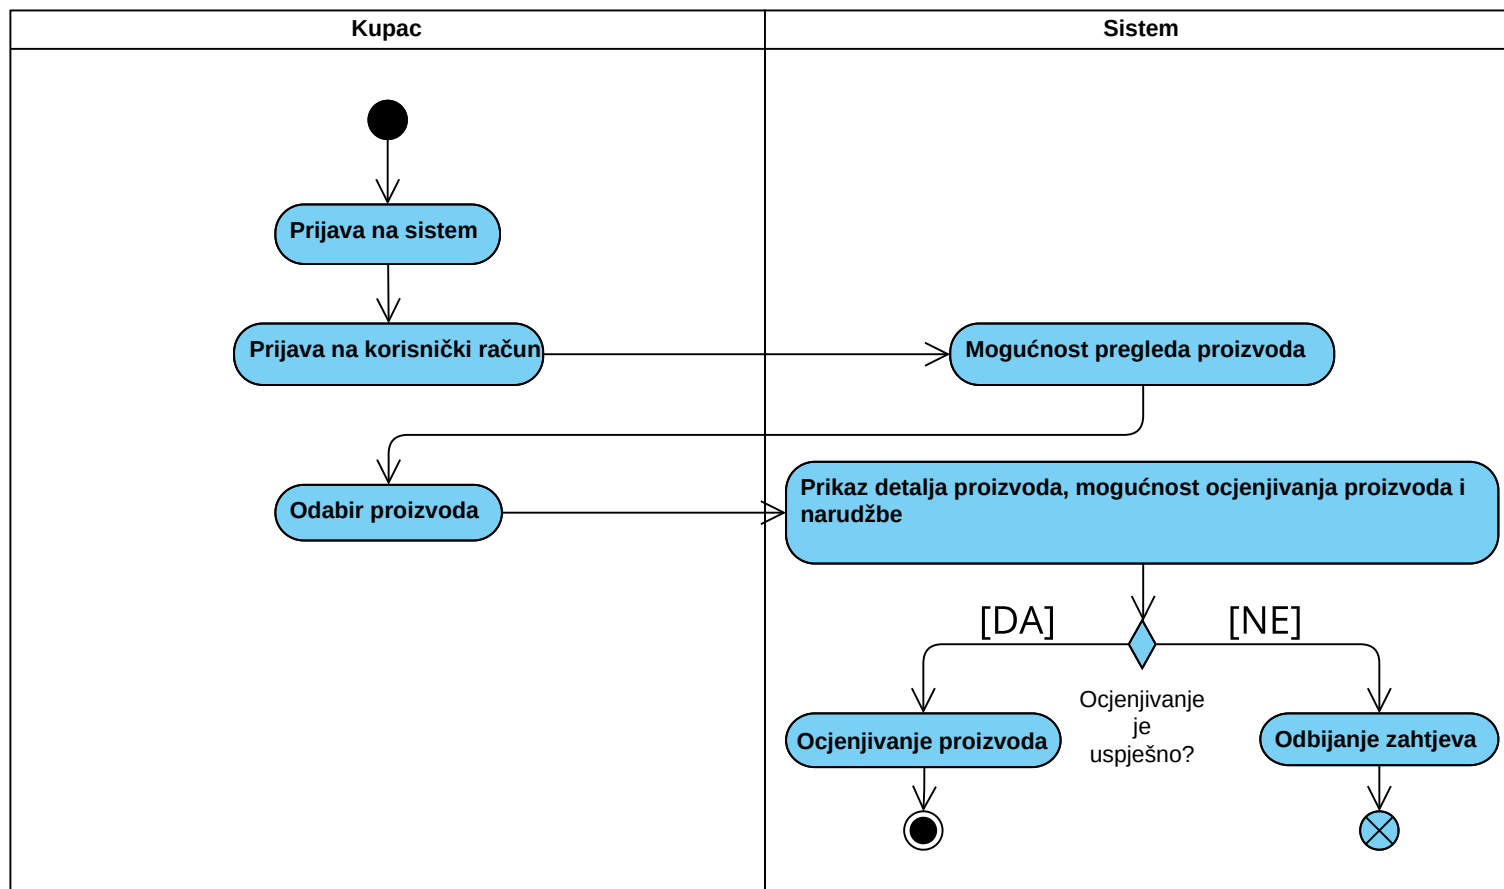 Kupac
Sistem
Prijava na sistem
Prijava na korisnički račun
Mogućnost pregleda proizvoda
Odabir proizvoda
Prikaz detalja proizvoda, mogućnost ocjenjivanja proizvoda i
narudžbe
[DA]
[NE]
Ocjenjivanje
je
uspješno?
Ocjenjivanje proizvoda
Odbijanje zahtjeva